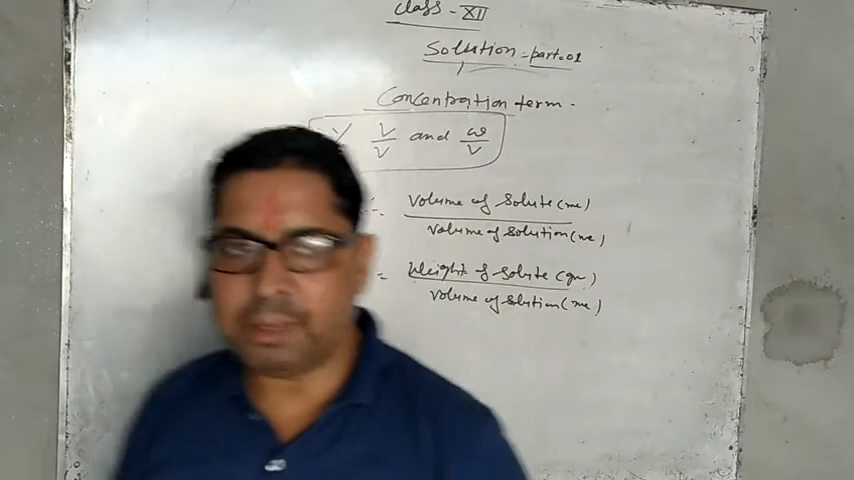 Class - XII
Solution - part-01
Concentration term -
V/V and W/V
Volume of Solute (ml)
Volume of Solution (ml)
= Weight of Solute (gm)
Volume of Solution (ml)